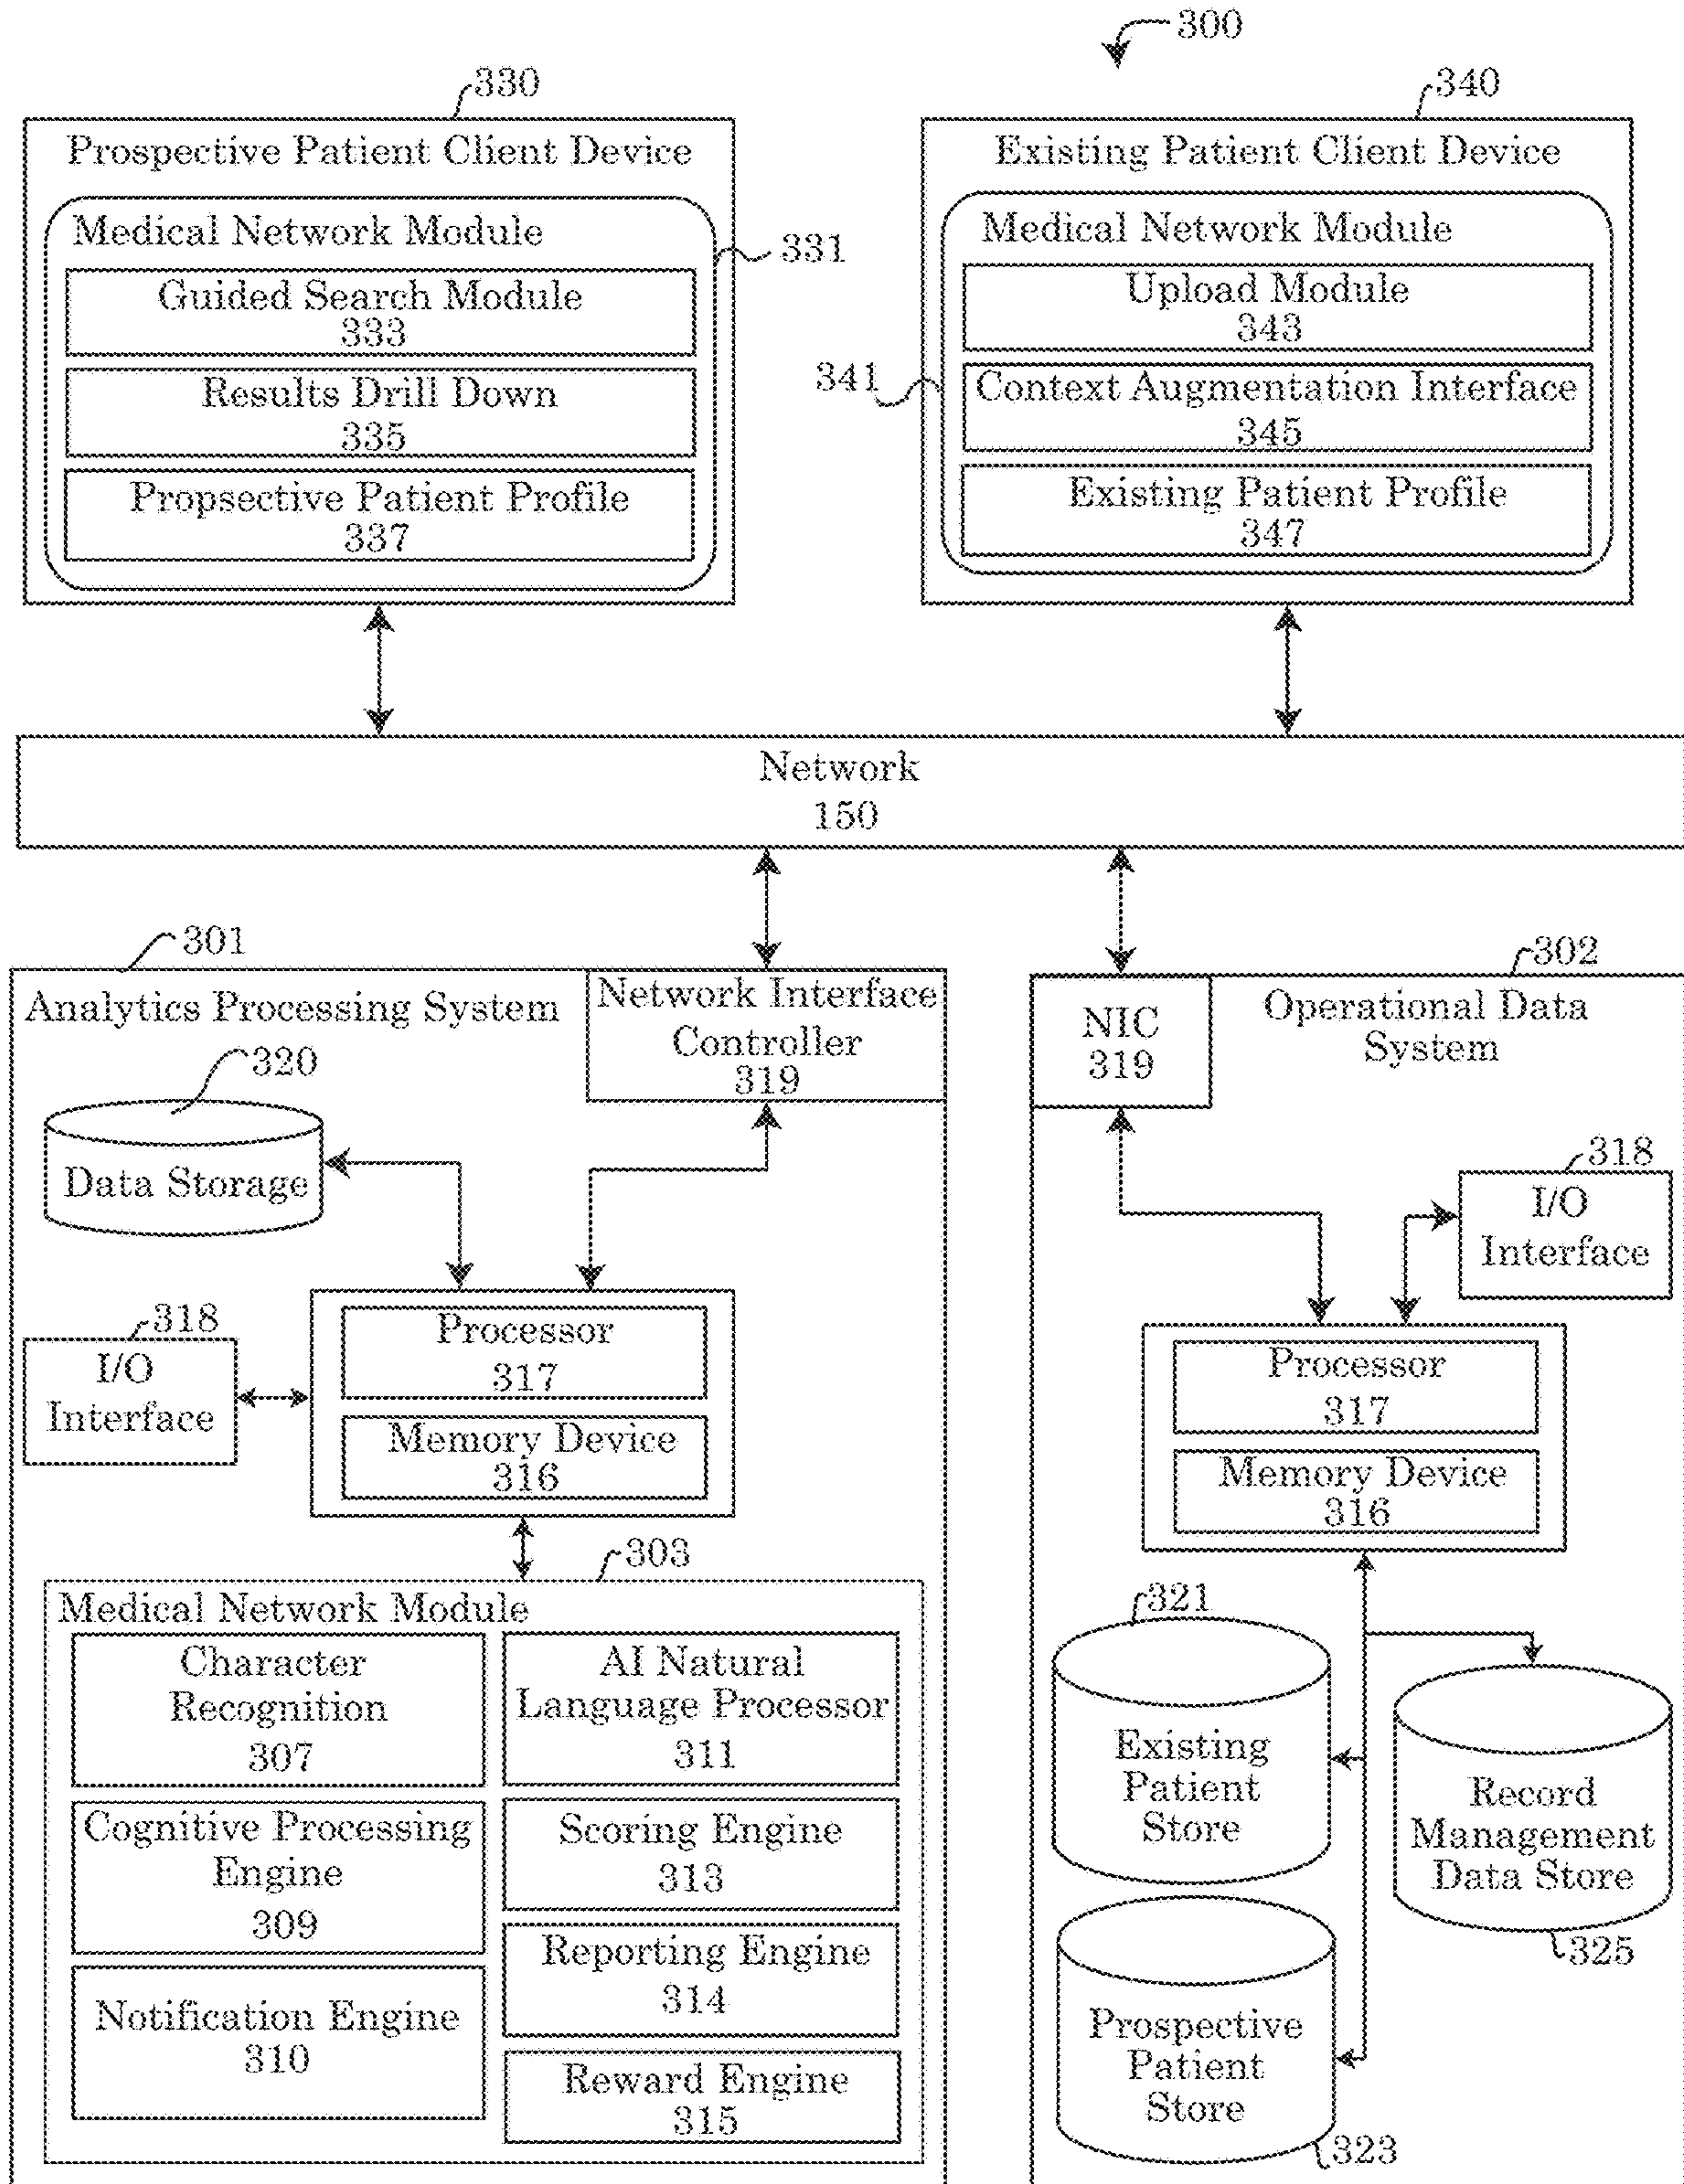 300
330
Prospective Patient Client Device
Medical Network Module
331
Guided Search Module
333
Results Drill Down
335
Propsective Patient Profile
337
340
Existing Patient Client Device
Medical Network Module
341
Upload Module
343
Context Augmentation Interface
345
Existing Patient Profile
347
Network
150
301
Analytics Processing System
Network Interface
Controller
319
320
Data Storage
318
I/O
Interface
Processor
317
Memory Device
316
303
Medical Network Module
Character
Recognition
307
Cognitive Processing
Engine
309
Notification Engine
310
AI Natural
Language Processor
311
Scoring Engine
313
Reporting Engine
314
Reward Engine
315
302
NIC
319
Operational Data
System
318
I/O
Interface
Processor
317
Memory Device
316
321
Existing
Patient
Store
Record
Management
Data Store
325
Prospective
Patient
Store
323